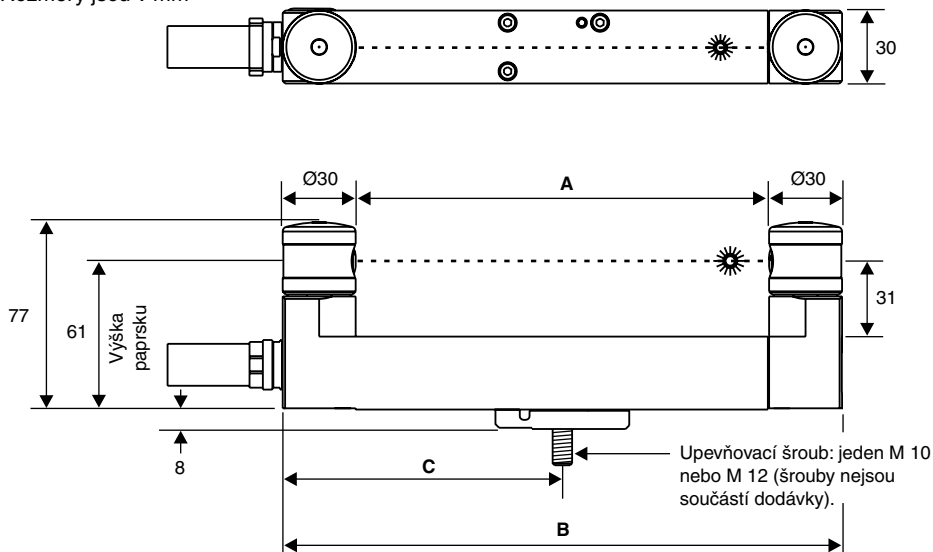 Rozměry jsou v mm
30
Ø30
A
Ø30
77
61
Výška
paprsku
31
8
C
B
Upevňovací šroub: jeden M 10
nebo M 12 (šrouby nejsou
součástí dodávky).